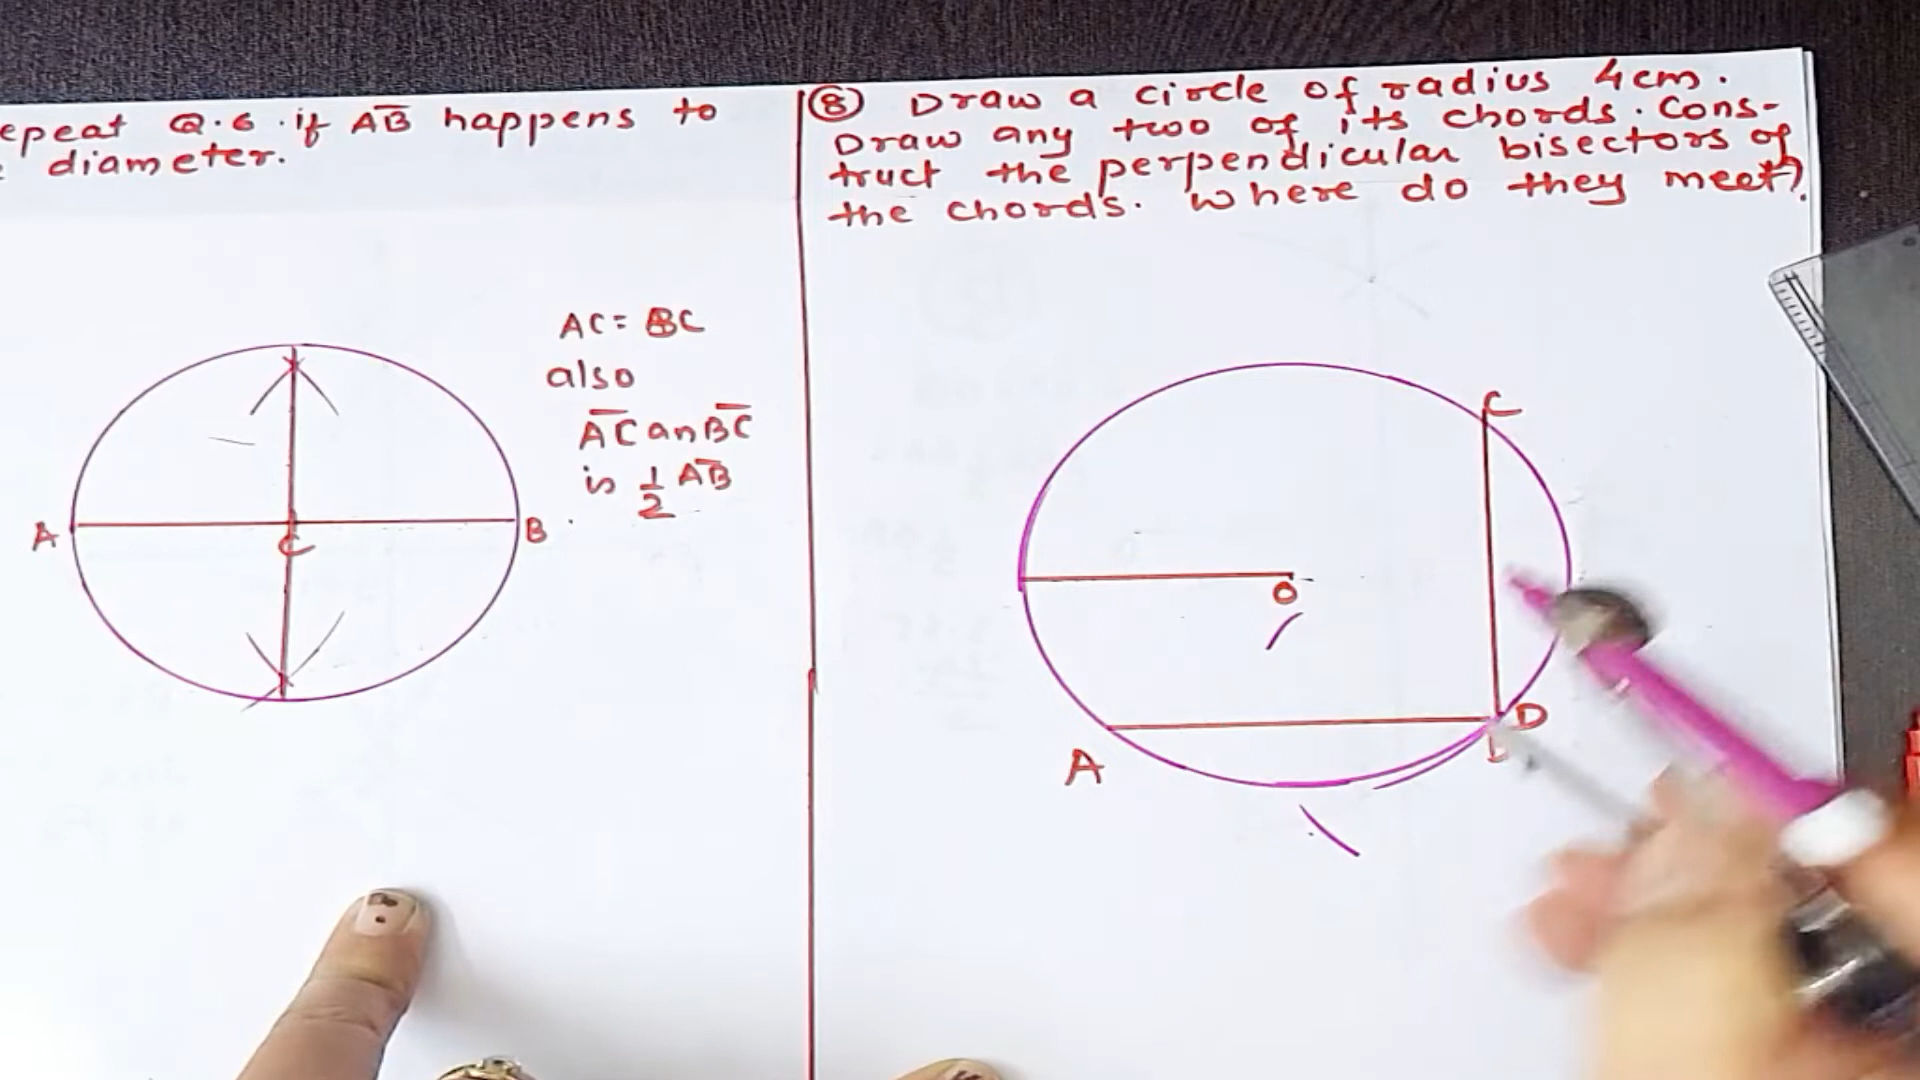 epeat Q.6 .if AB happens to
diameter.
AC = BC
also
AC an BC
is 1/2 AB
A
B
C
⑧ Draw a circle of radius 4cm.
Draw any two of its chords. Cons-
truct the perpendicular bisectors of
the chords. Where do they meet?
C
O
D
A